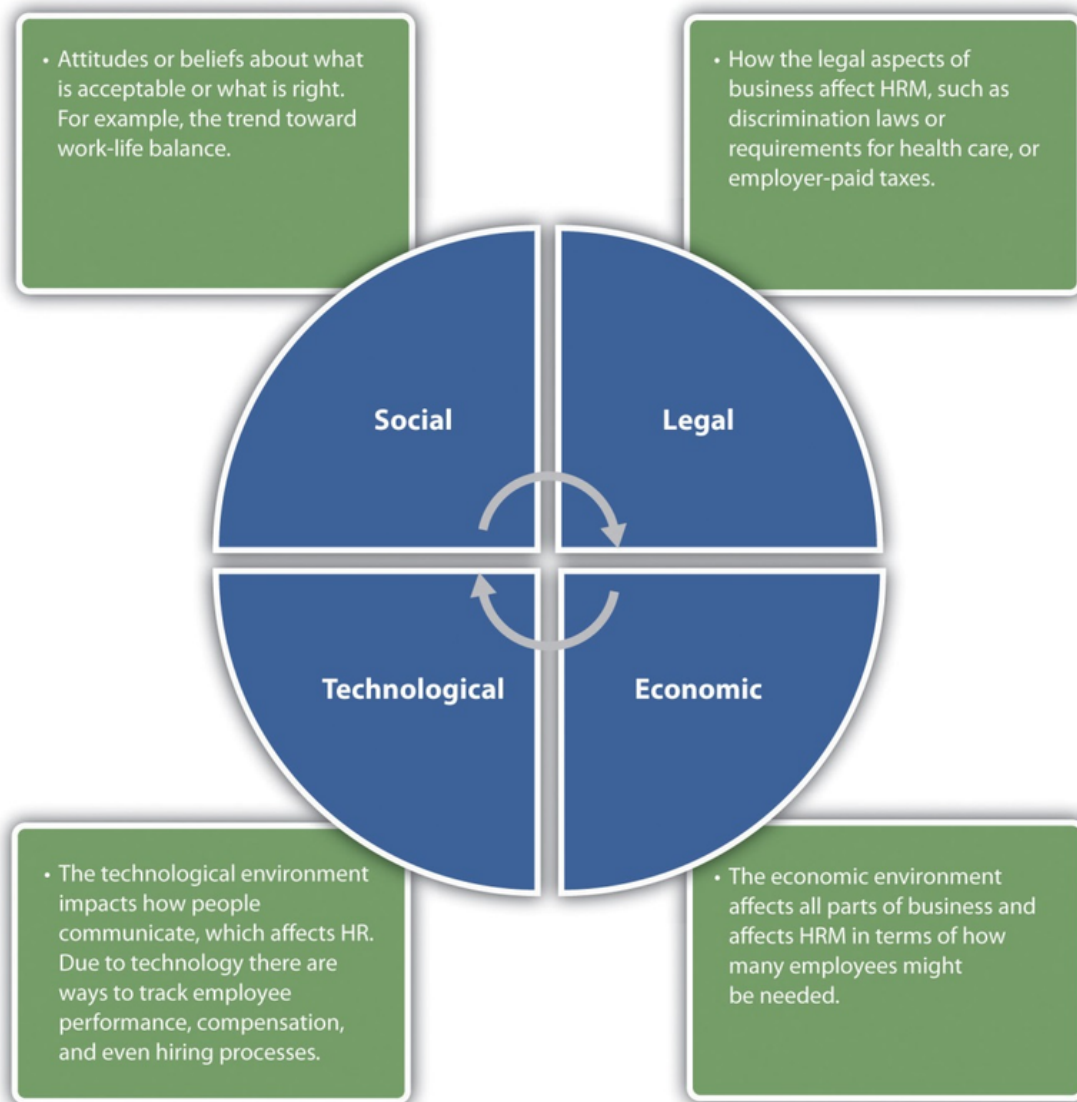 • Attitudes or beliefs about what
is acceptable or what is right.
For example, the trend toward
work-life balance.
• How the legal aspects of
business affect HRM, such as
discrimination laws or
requirements for health care, or
employer-paid taxes.
Social
Legal
Technological
Economic
• The technological environment
impacts how people
communicate, which affects HR.
Due to technology there are
ways to track employee
performance, compensation,
and even hiring processes.
• The economic environment
affects all parts of business and
affects HRM in terms of how
many employees might
be needed.